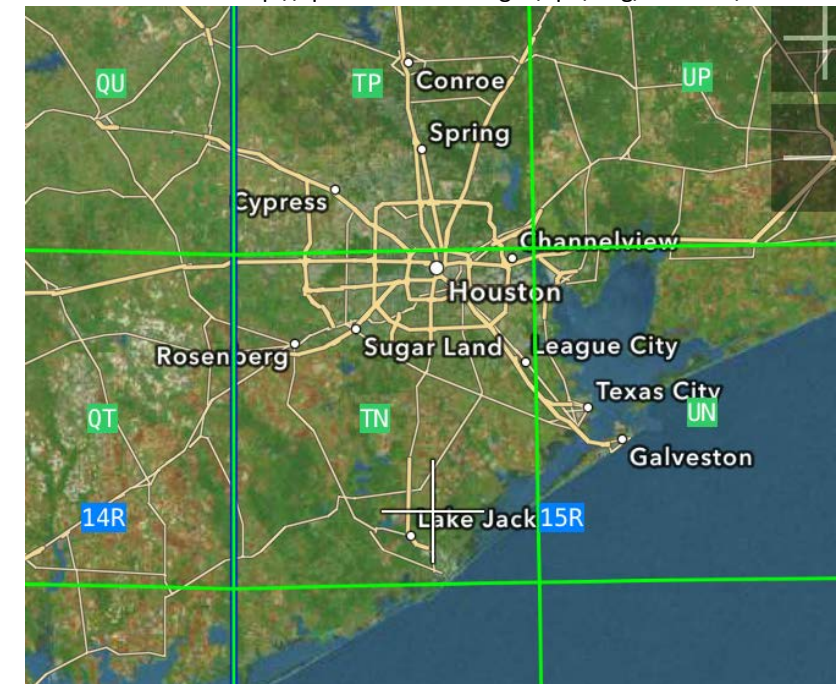 QU
TP
UP
Conroe
Spring
Cypress
Channelview
Houston
Rosenberg
Sugar Land
League City
Texas City
QT
TN
UN
Galveston
14R
Lake Jack
15R